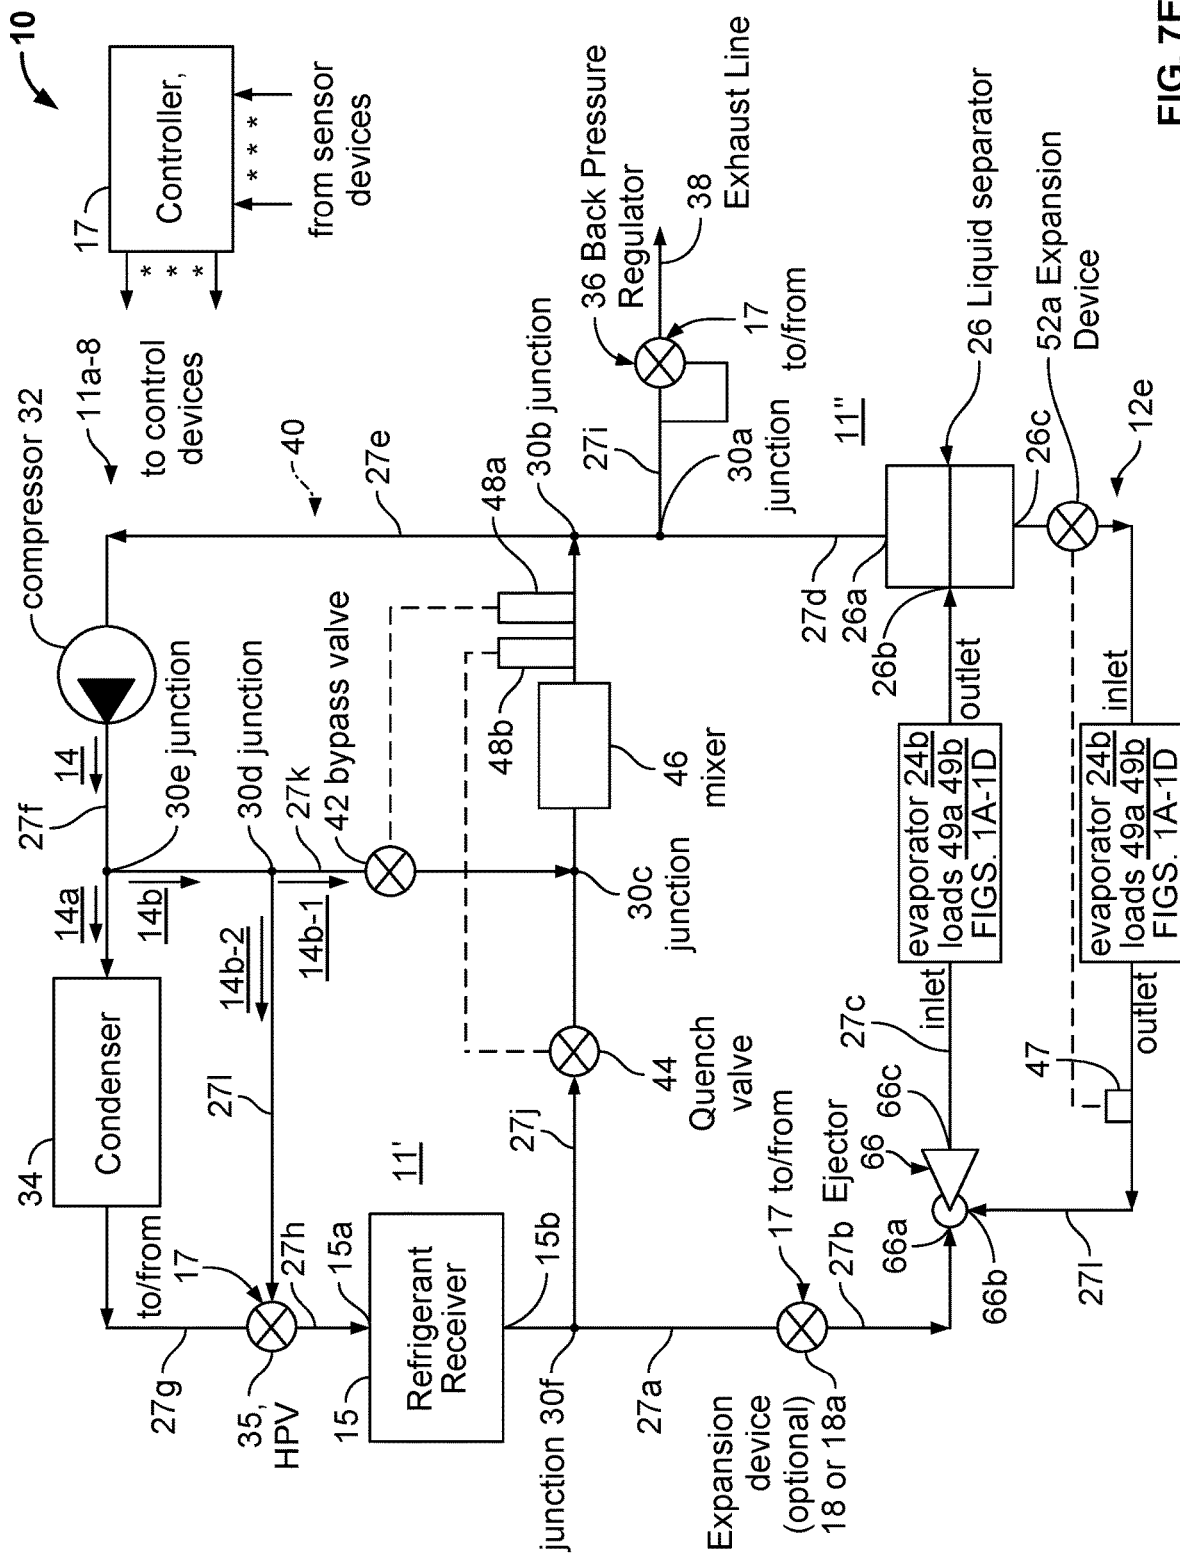 10
17
Controller,
* * *
* * *
from sensor
devices
to control
devices
11a-8
compressor 32
40
27e
30b junction
48a
48b
36 Back Pressure
Regulator
38
Exhaust Line
17
to/from
27i
30a
junction
11"
14
27f
30e junction
30d junction
27k
42 bypass valve
46
mixer
30c
junction
14a
14b
14b-2
14b-1
34
Condenser
27l
to/from
17
27g
35,
HPV
27h
15
15a
Refrigerant
Receiver
11'
15b
27j
44
Quench
valve
junction 30f
27a
17 to/from
27b
Expansion
device
(optional)
18 or 18a
Ejector
66
66a
66b
66c
27c
27l
inlet
evaporator 24b
loads 49a 49b
FIGS. 1A-1D
outlet
27d
26a
26b
26 Liquid separator
26c
52a Expansion
Device
12e
inlet
evaporator 24b
loads 49a 49b
FIGS. 1A-1D
outlet
47